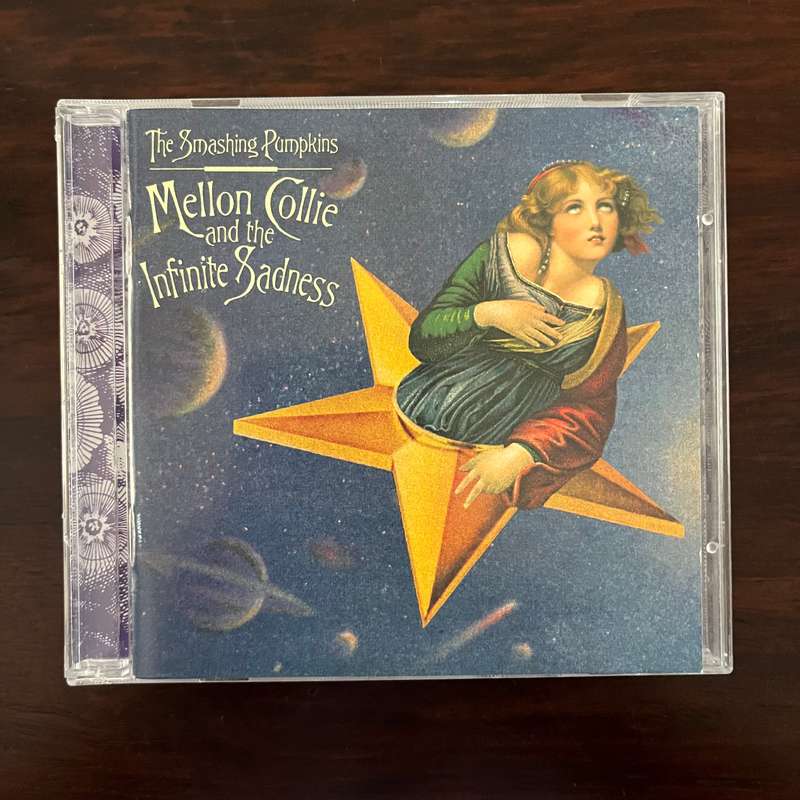 The Smashing Pumpkins
Mellon Collie
and the
Infinite Sadness